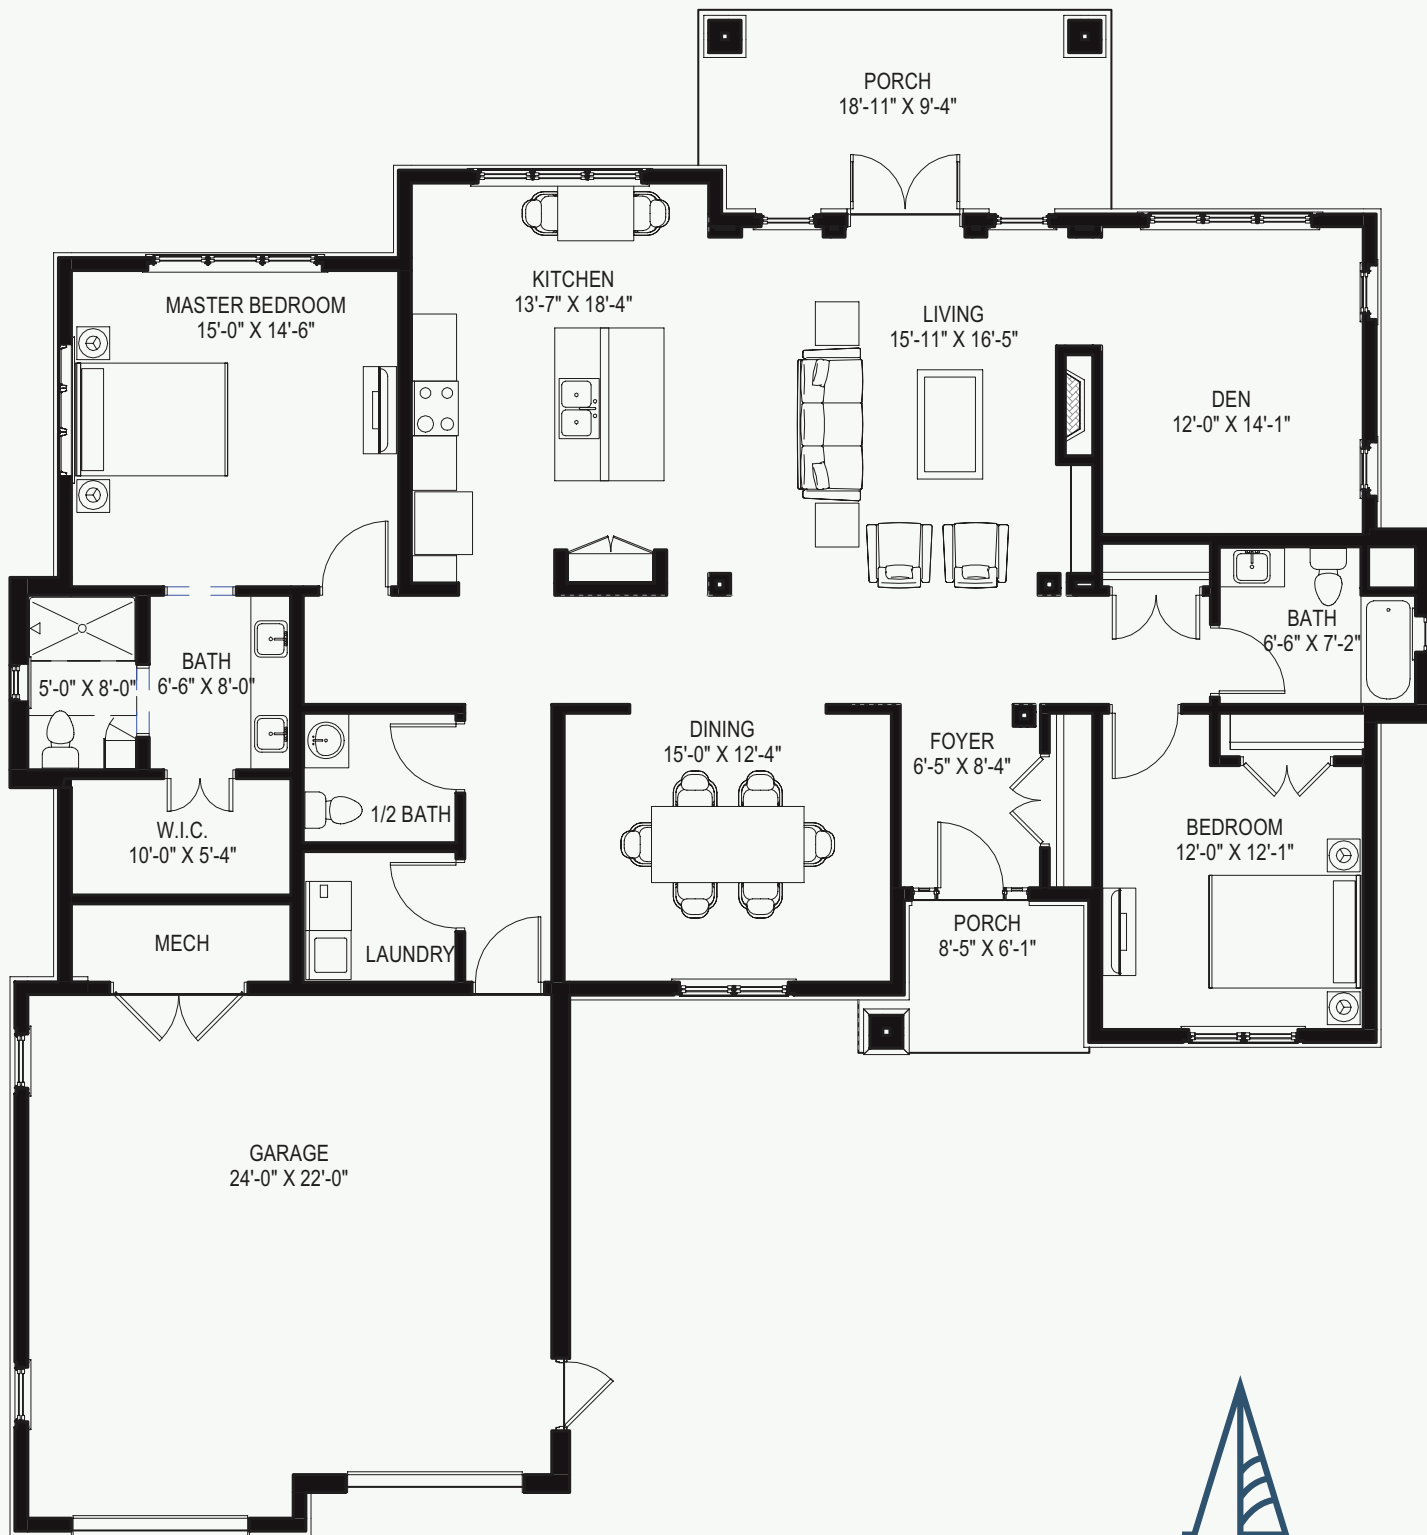 PORCH
18'-11" X 9'-4"
KITCHEN
13'-7" X 18'-4"
MASTER BEDROOM
15'-0" X 14'-6"
LIVING
15'-11" X 16'-5"
DEN
12'-0" X 14'-1"
BATH
6'-6" X 7'-2"
BATH
6'-6" X 8'-0"
5'-0" X 8'-0"
DINING
15'-0" X 12'-4"
FOYER
6'-5" X 8'-4"
1/2 BATH
W.I.C.
10'-0" X 5'-4"
BEDROOM
12'-0" X 12'-1"
MECH
LAUNDRY
PORCH
8'-5" X 6'-1"
GARAGE
24'-0" X 22'-0"